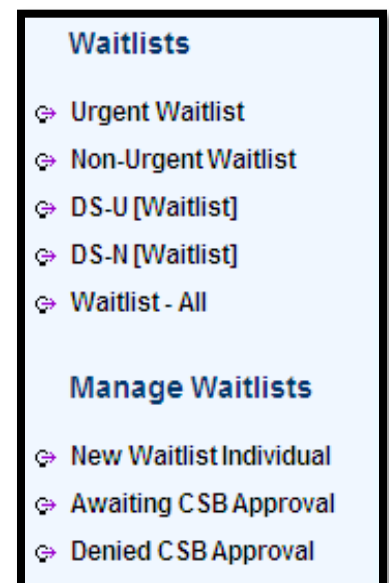 Waitlists
Urgent Waitlist
Non-Urgent Waitlist
DS-U [Waitlist]
DS-N [Waitlist]
Waitlist - All
Manage Waitlists
New Waitlist Individual
Awaiting CSB Approval
Denied CSB Approval